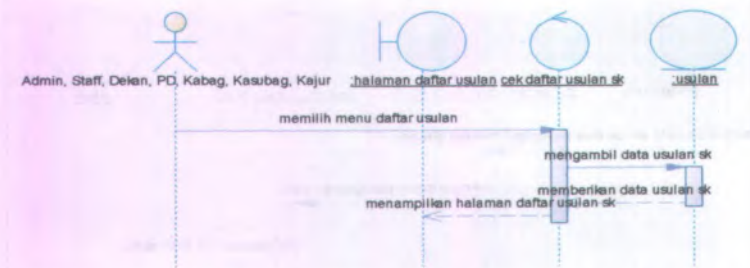 Admin, Staff, Dekan, PD, Kabag, Kasubag, Kajur
:halaman daftar usulan
cek daftar usulan sk
:usulan
memilih menu daftar usulan
mengambil data usulan sk
memberikan data usulan sk
menampilkan halaman daftar usulan sk